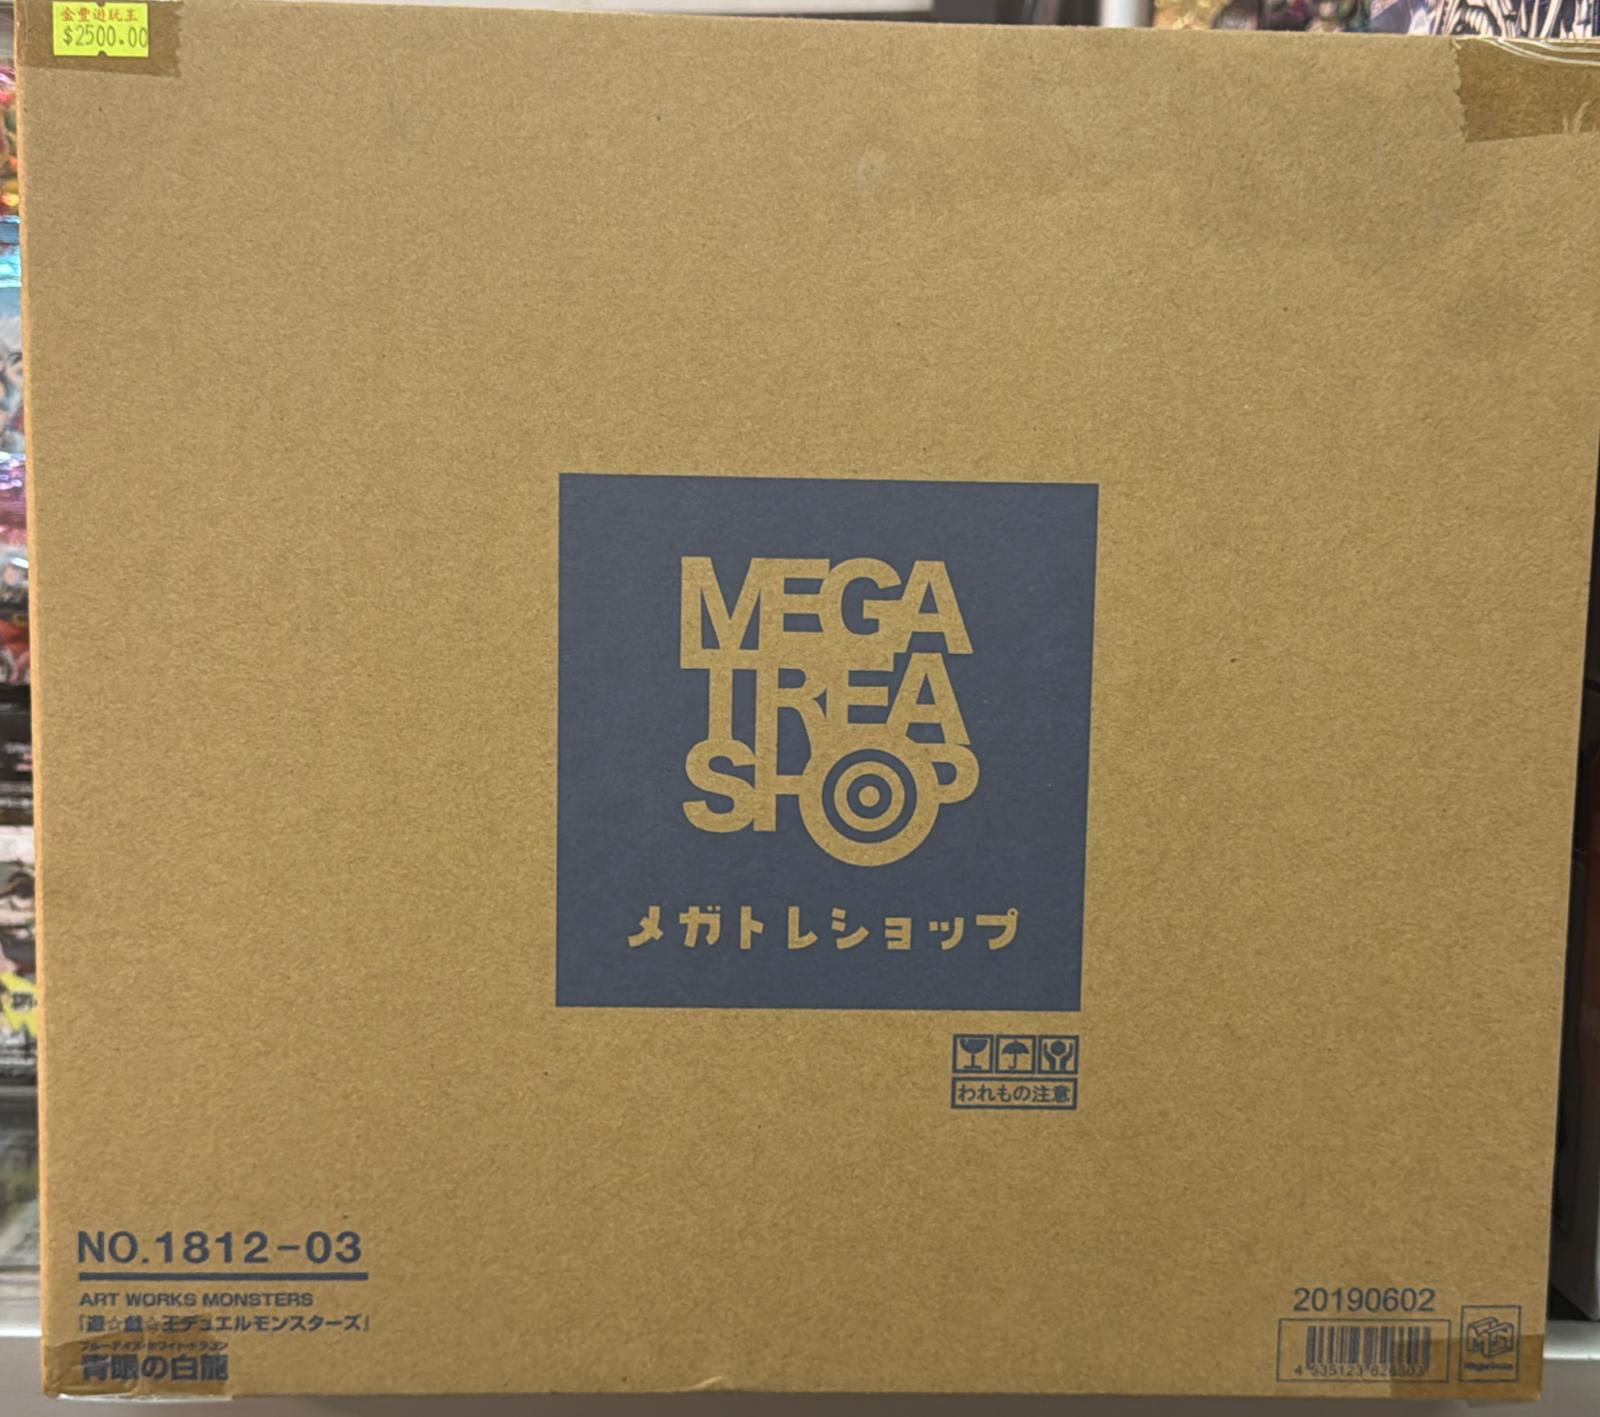 金豐遊玩王
$2500.00
MEGA
TREA
SHOP
メガトレショップ
われもの注意
NO.1812-03
ART WORKS MONSTERS
『遊☆戯☆王デュエルモンスターズ』
ブルーアイズ・ホワイト・ドラゴン
青眼の白龍
20190602
MegaHouse